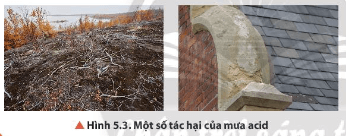 ▲ Hình 5.3. Một số tác hại của mưa acid